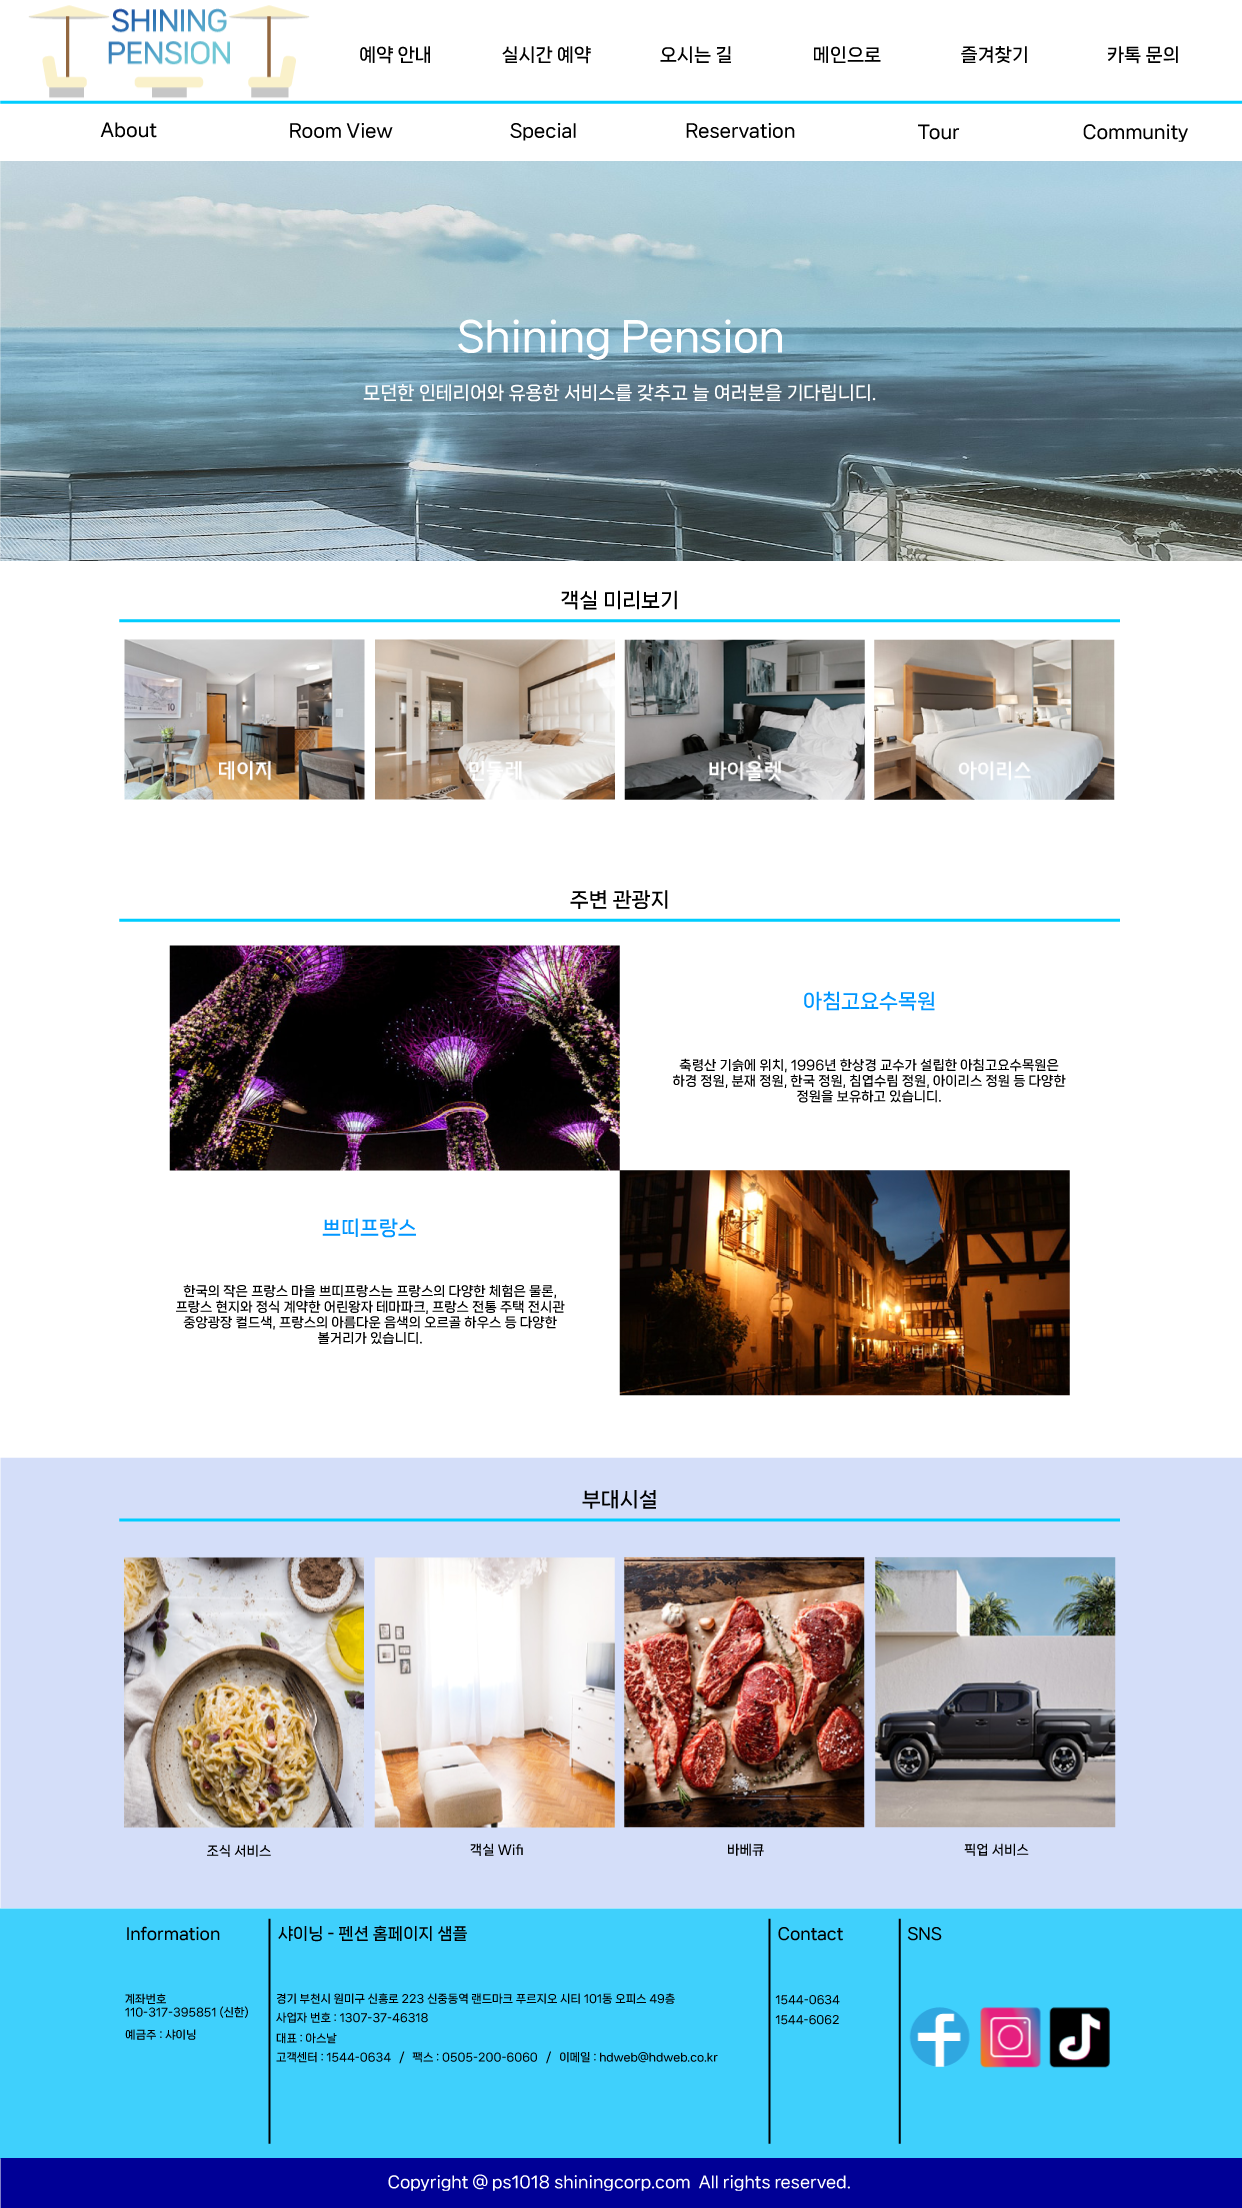 SHINING
PENSION
예약 안내
실시간 예약
오시는 길
메인으로
즐겨찾기
카톡 문의
About
Room View
Special
Reservation
Tour
Community
Shining Pension
모던한 인테리어와 유용한 서비스를 갖추고 늘 여러분을 기다립니다.
객실 미리보기
데이지
민들레
바이올렛
아이리스
주변 관광지
아침고요수목원
축령산 기슭에 위치, 1996년 한상경 교수가 설립한 아침고요수목원은
하경 정원, 분재 정원, 한국 정원, 침엽수림 정원, 아이리스 정원 등 다양한
정원을 보유하고 있습니다.
쁘띠프랑스
한국의 작은 프랑스 마을 쁘띠프랑스는 프랑스의 다양한 체험은 물론,
프랑스 현지와 정식 계약한 어린왕자 테마파크, 프랑스 전통 주택 전시관
중앙광장 컬드색, 프랑스의 아름다운 음색의 오르골 하우스 등 다양한
볼거리가 있습니다.
부대시설
조식 서비스
객실 Wifi
바베큐
픽업 서비스
Information
계좌번호
110-317-395851 (신한)
예금주 : 샤이닝
샤이닝 - 펜션 홈페이지 샘플
경기 부천시 원미구 신흥로 223 신중동역 랜드마크 푸르지오 시티 101동 오피스 49층
사업자 번호 : 1307-37-46318
대표 : 아스날
고객센터 : 1544-0634 / 팩스 : 0505-200-6060 / 이메일 : hdweb@hdweb.co.kr
Contact
1544-0634
1544-6062
SNS
Copyright @ ps1018 shiningcorp.com All rights reserved.